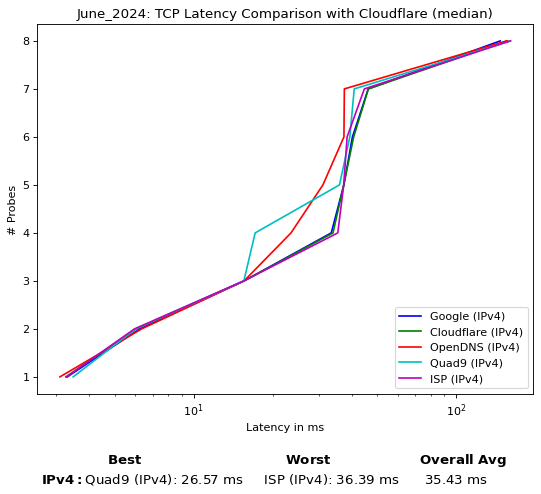 June_2024: TCP Latency Comparison with Cloudflare (median)
8
7
6
5
4
3
2
1
# Probes
10¹ 10²
Latency in ms
Google (IPv4)
Cloudflare (IPv4)
OpenDNS (IPv4)
Quad9 (IPv4)
ISP (IPv4)
Best Worst Overall Avg
IPv4: Quad9 (IPv4): 26.57 ms ISP (IPv4): 36.39 ms 35.43 ms